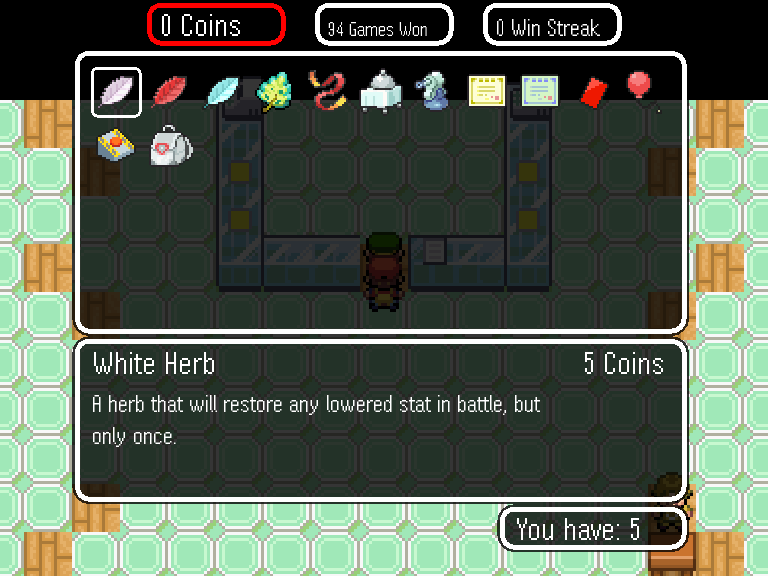 0 Coins
94 Games Won
0 Win Streak
White Herb
5 Coins
A herb that will restore any lowered stat in battle, but
only once.
You have: 5